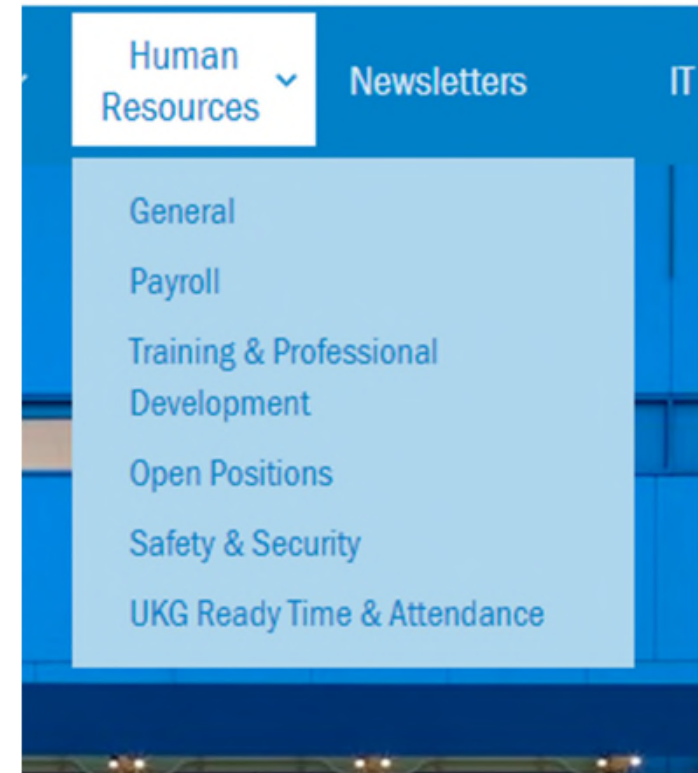 Human
Resources
Newsletters
IT
General
Payroll
Training & Professional
Development
Open Positions
Safety & Security
UKG Ready Time & Attendance